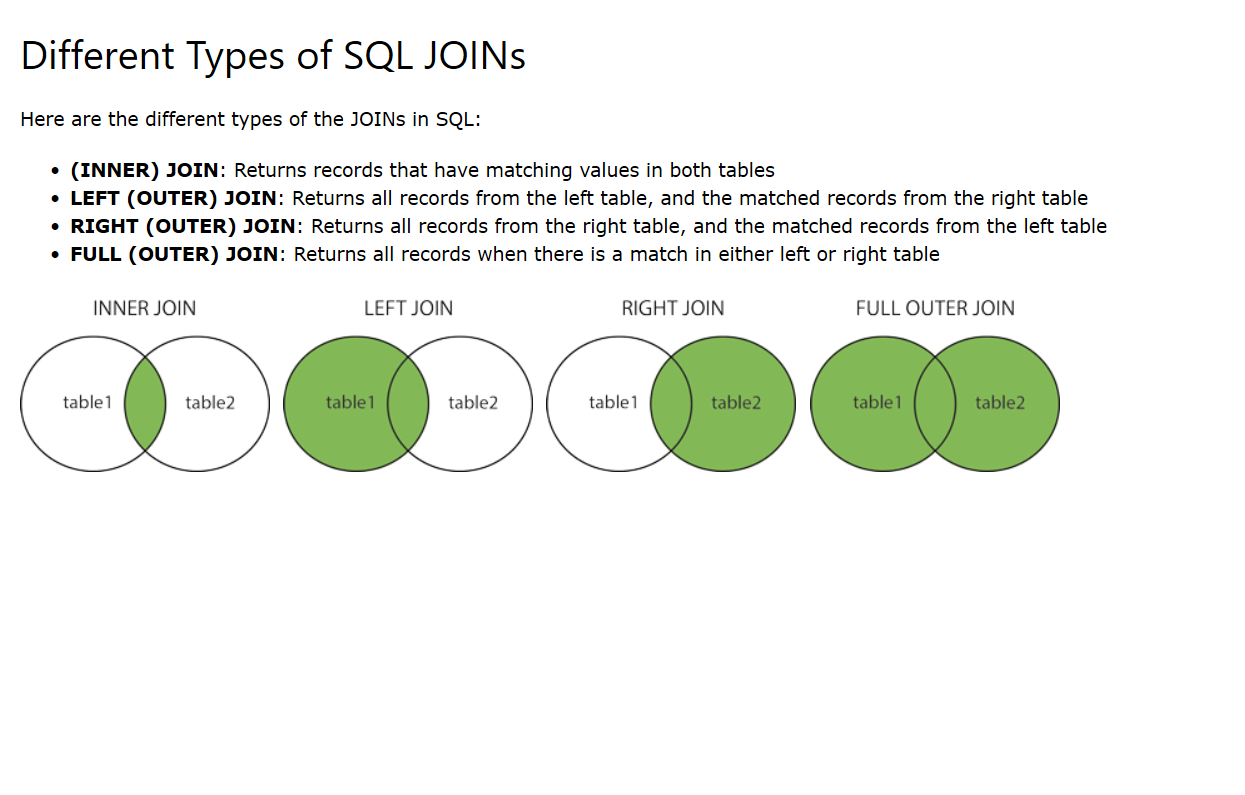 Different Types of SQL JOINs
Here are the different types of the JOINs in SQL:
• (INNER) JOIN: Returns records that have matching values in both tables
• LEFT (OUTER) JOIN: Returns all records from the left table, and the matched records from the right table
• RIGHT (OUTER) JOIN: Returns all records from the right table, and the matched records from the left table
• FULL (OUTER) JOIN: Returns all records when there is a match in either left or right table
INNER JOIN
table1
table2
LEFT JOIN
table1
table2
RIGHT JOIN
table1
table2
FULL OUTER JOIN
table1
table2